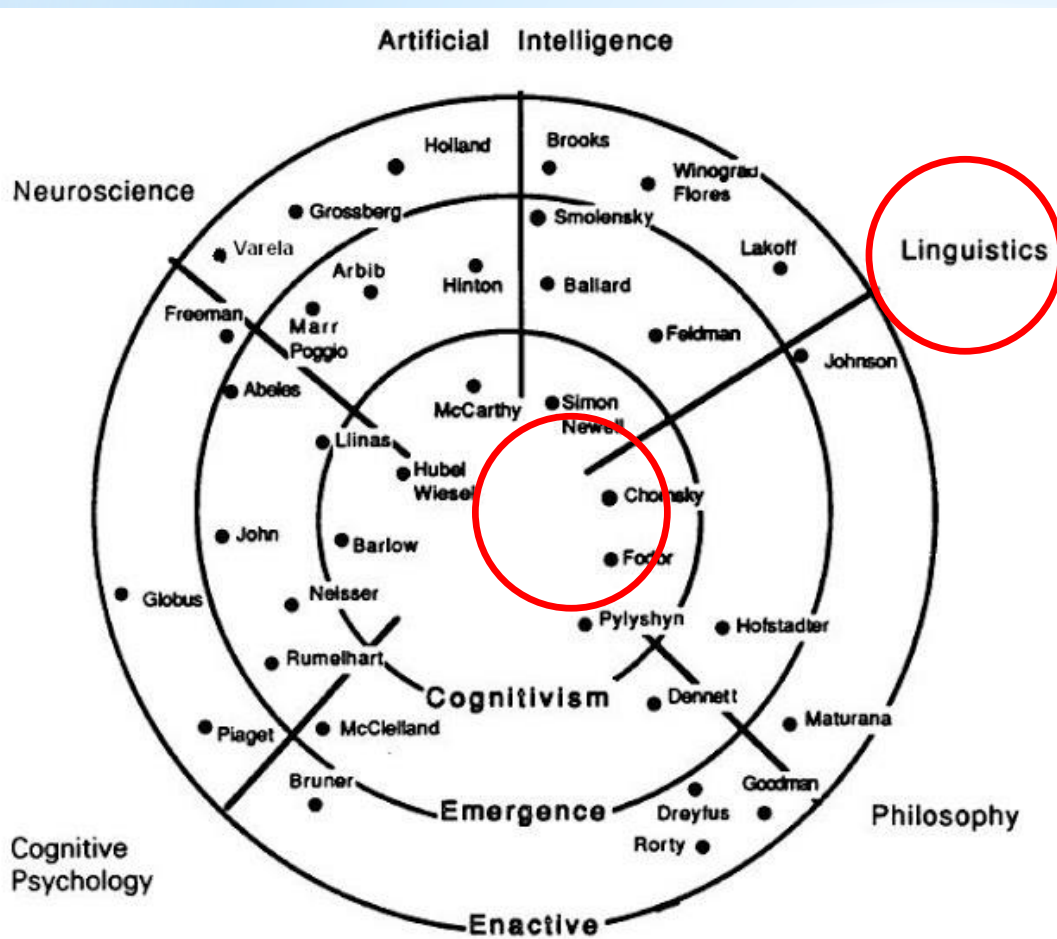 Artificial Intelligence
Holland
Brooks
Winograd
Flores
Neuroscience
Grossberg
Smolensky
Varela
Lakoff
Linguistics
Arbib
Hinton
Ballard
Freeman
Marr
Poggio
Feldman
Johnson
Abeles
McCarthy
Simon
Newell
Llinas
Hubel
Wiesel
Chomsky
John
Barlow
Fodor
Globus
Neisser
Pylyshyn
Hofstadter
Rumelhart
Cognitivism
Dennett
Piaget
McClelland
Maturana
Bruner
Goodman
Emergence
Dreyfus
Philosophy
Rorty
Cognitive
Psychology
Enactive